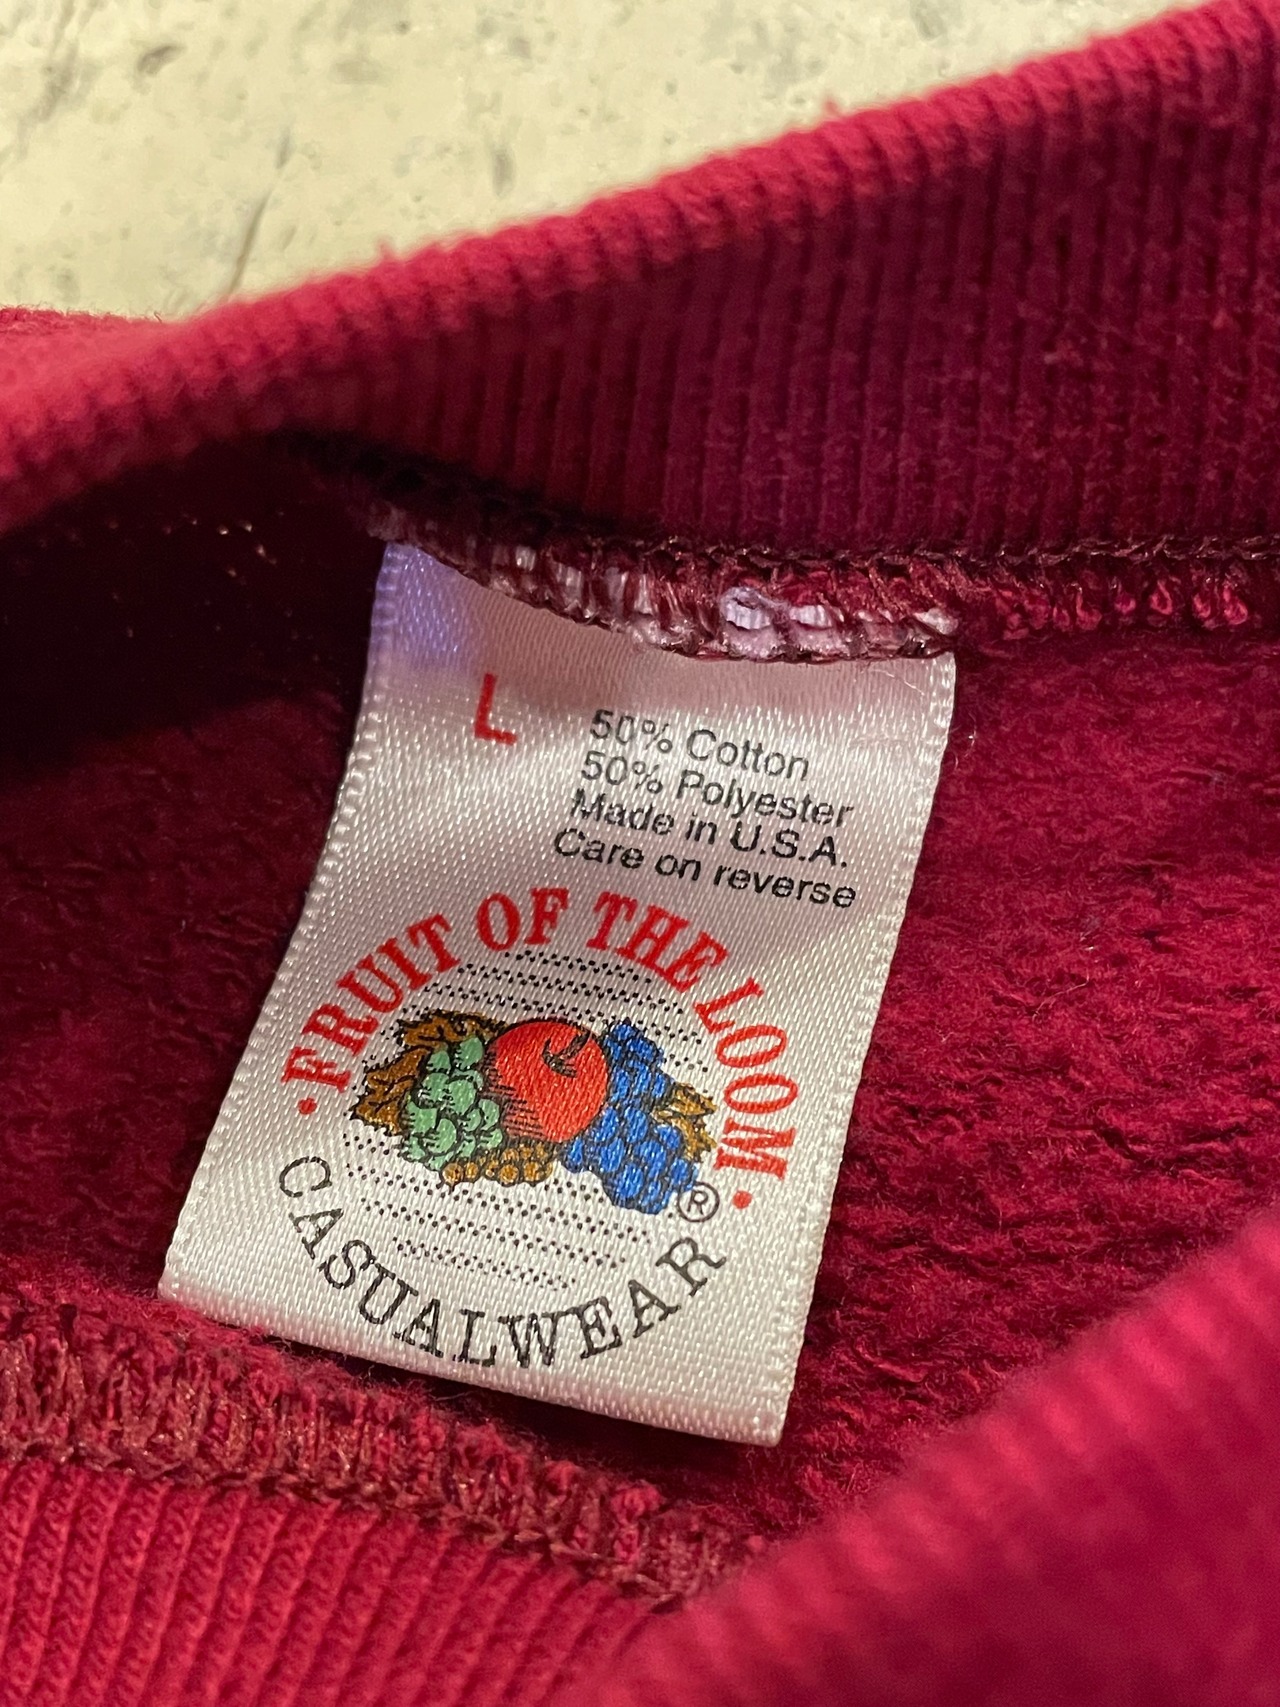 L
50% Cotton
50% Polyester
Made in U.S.A.
Care on reverse
• FRUIT OF THE LOOM •
®
CASUALWEAR